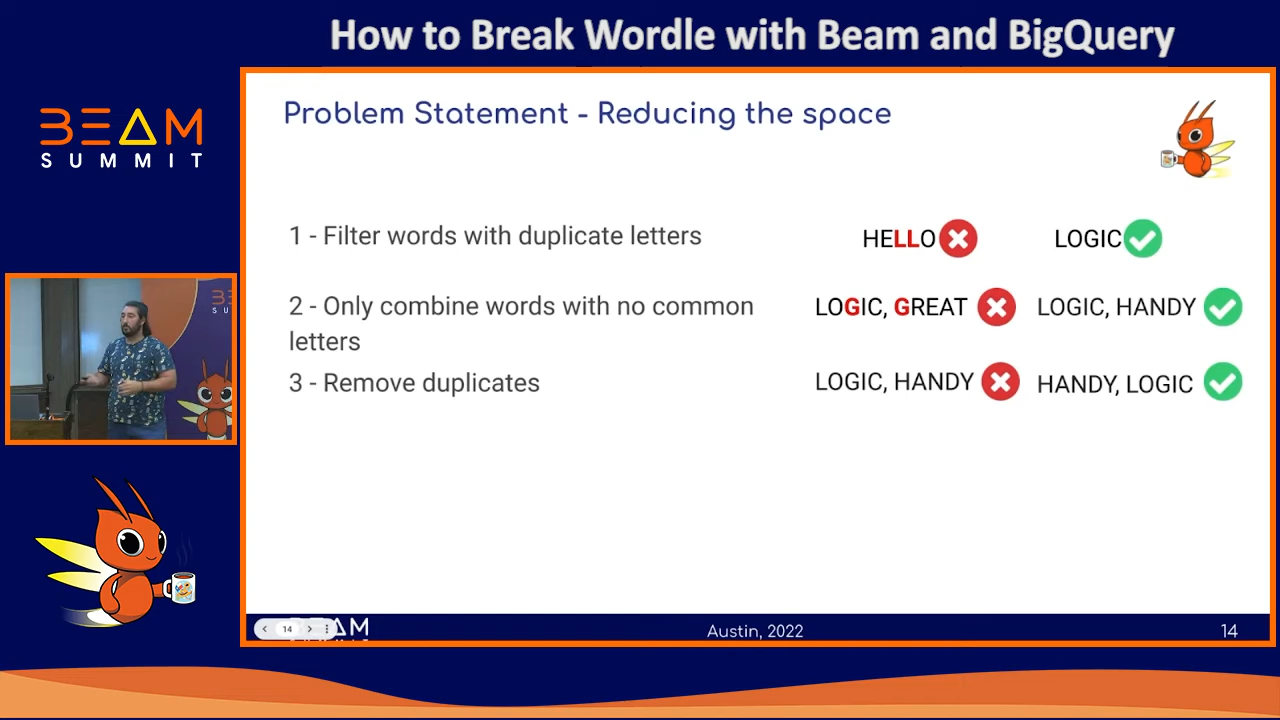 How to Break Wordle with Beam and BigQuery
BEAM
SUMMIT
Problem Statement - Reducing the space
1 - Filter words with duplicate letters
HELLO
LOGIC
2 - Only combine words with no common
letters
LOGIC, GREAT
LOGIC, HANDY
3 - Remove duplicates
LOGIC, HANDY
HANDY, LOGIC
14
Austin, 2022
14